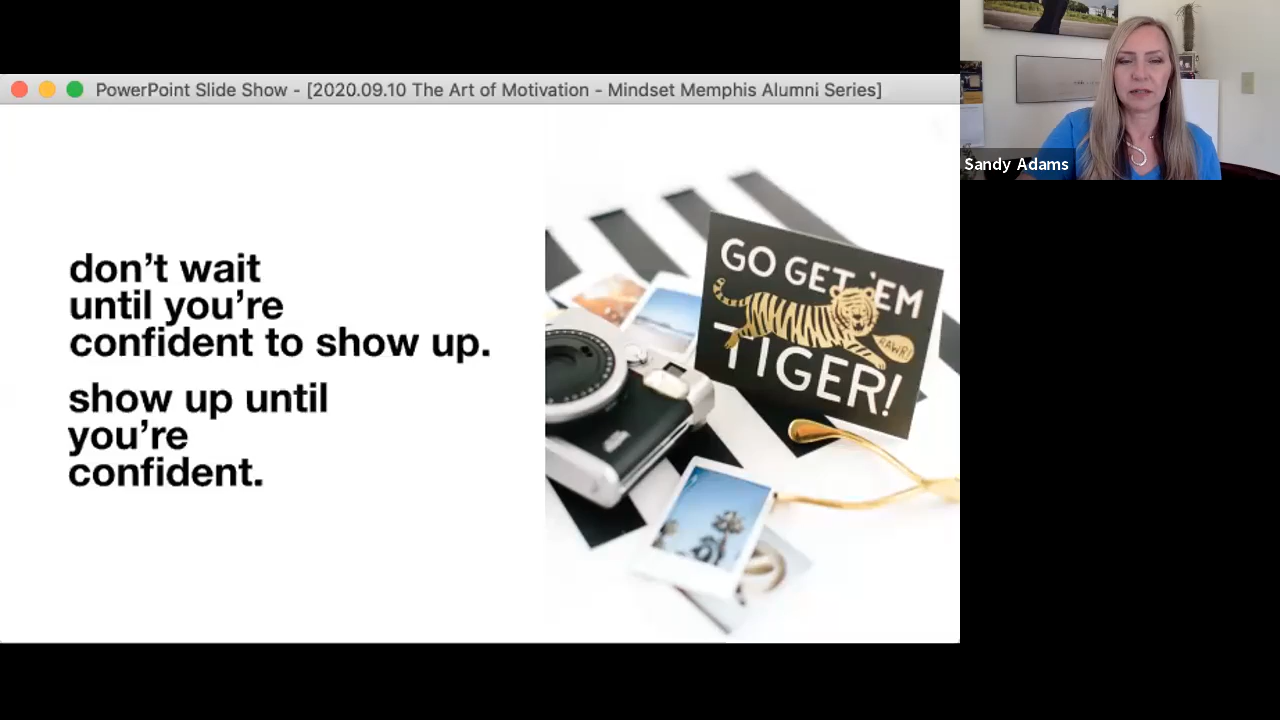 PowerPoint Slide Show - [2020.09.10 The Art of Motivation - Mindset Memphis Alumni Series]
don’t wait
until you’re
confident to show up.
show up until
you’re
confident.
GO GET ’EM
RAWR!
TIGER!
Sandy Adams